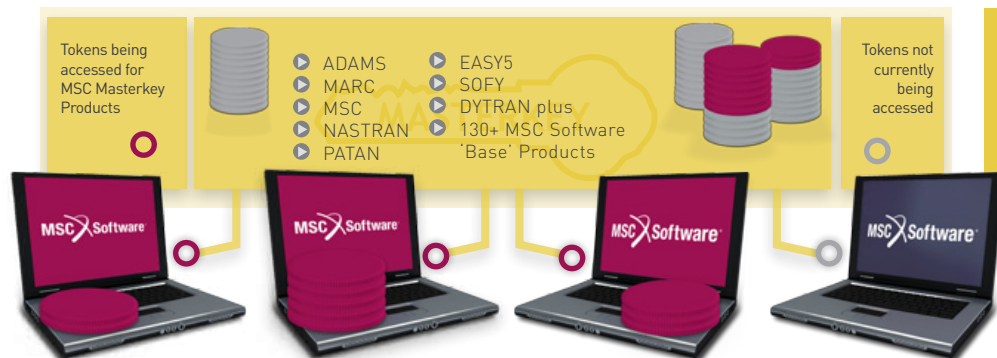 Tokens being
accessed for
MSC Masterkey
Products
ADAMS
MARC
MSC
NASTRAN
PATAN
EASY5
SOFY
DYTRAN plus
130+ MSC Software
'Base' Products
MASTERKEY
Tokens not
currently
being
accessed
MSC Software
MSC Software
MSC Software
MSC Software